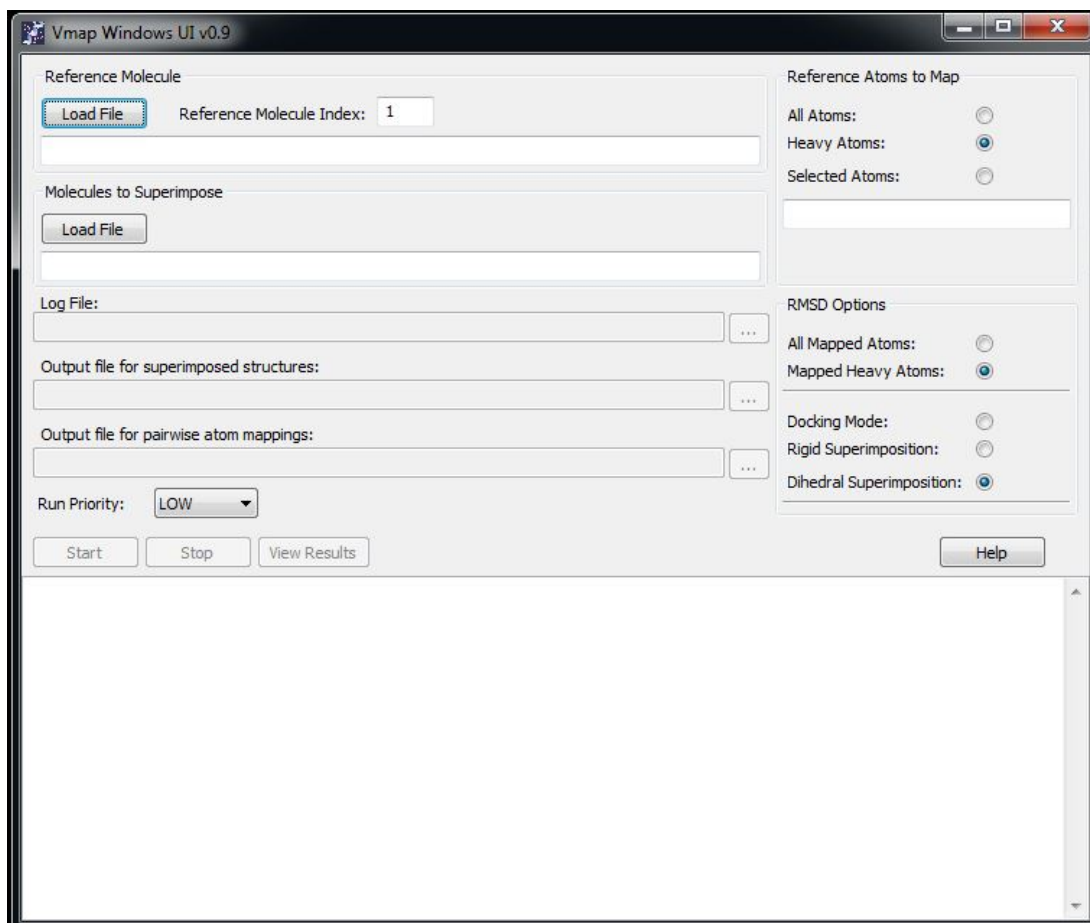 Vmap Windows UI v0.9
Reference Molecule
Load File Reference Molecule Index: 1
Molecules to Superimpose
Load File
Log File:
...
Output file for superimposed structures:
...
Output file for pairwise atom mappings:
...
Run Priority: LOW
Start Stop View Results
Reference Atoms to Map
All Atoms:
Heavy Atoms:
Selected Atoms:
RMSD Options
All Mapped Atoms:
Mapped Heavy Atoms:
Docking Mode:
Rigid Superimposition:
Dihedral Superimposition:
Help